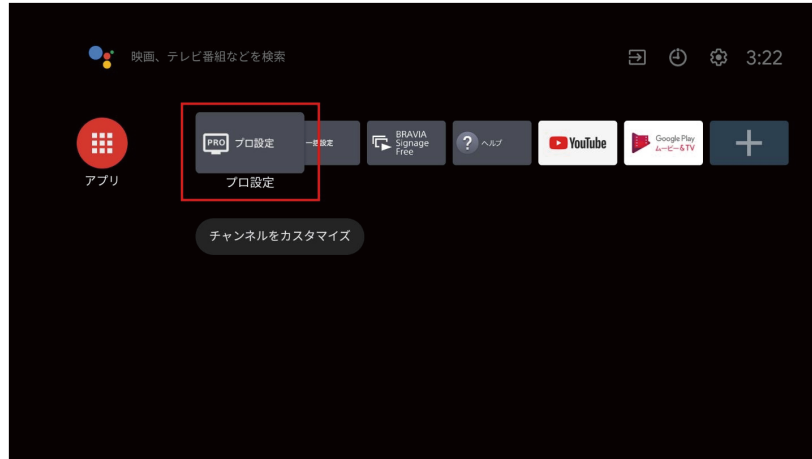 映画、テレビ番組などを検索
3:22
アプリ
PRO プロ設定
プロ設定
一括設定
BRAVIA
Signage
Free
? ヘルプ
YouTube
Google Play
ムービー&TV
チャンネルをカスタマイズ